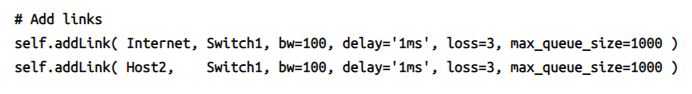 # Add links
self.addLink( Internet, Switch1, bw=100, delay='1ms', loss=3, max_queue_size=1000 )
self.addLink( Host2,    Switch1, bw=100, delay='1ms', loss=3, max_queue_size=1000 )